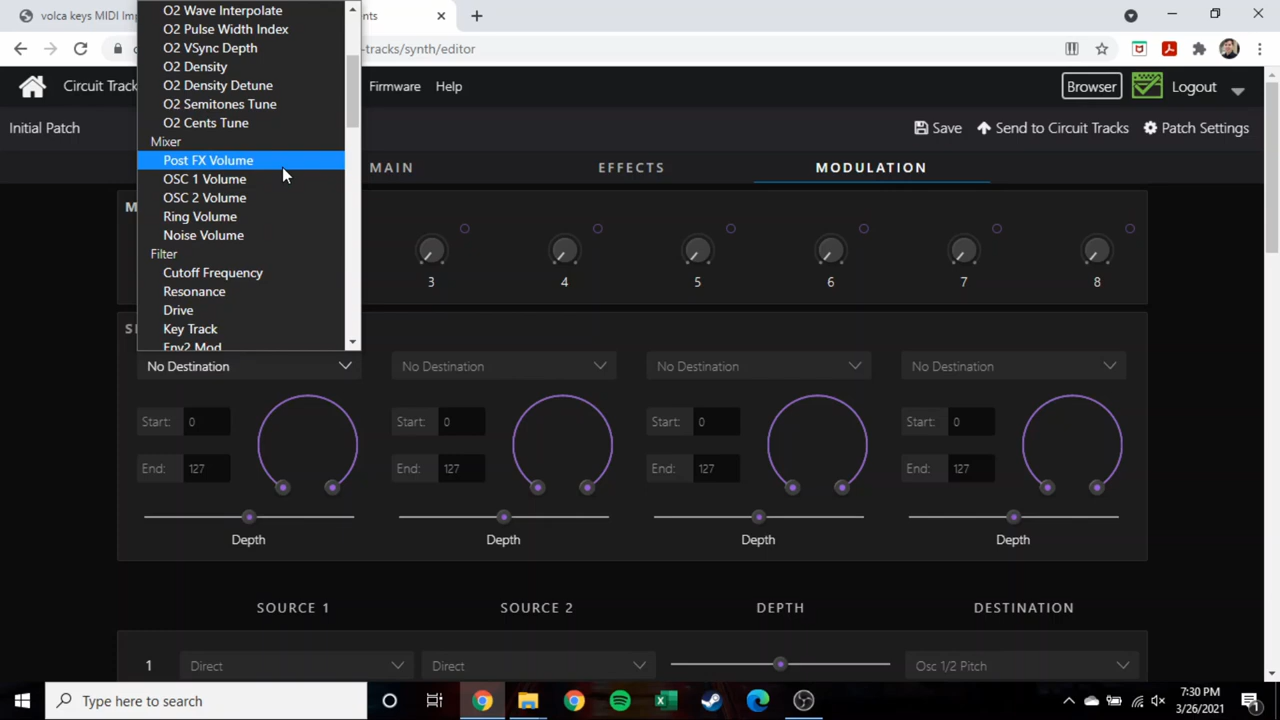 volca keys MIDI Im
nts
-tracks/synth/editor
Circuit Track
Firmware
Help
Browser
Logout
Initial Patch
Save
Send to Circuit Tracks
Patch Settings
MAIN
EFFECTS
MODULATION
O2 Wave Interpolate
O2 Pulse Width Index
O2 VSync Depth
O2 Density
O2 Density Detune
O2 Semitones Tune
O2 Cents Tune
Mixer
Post FX Volume
OSC 1 Volume
OSC 2 Volume
Ring Volume
Noise Volume
Filter
Cutoff Frequency
Resonance
Drive
Key Track
Env2 Mod
M
3
4
5
6
7
8
No Destination
No Destination
No Destination
No Destination
Start: 0
Start: 0
Start: 0
Start: 0
End: 127
End: 127
End: 127
End: 127
Depth
Depth
Depth
Depth
SOURCE 1
SOURCE 2
DEPTH
DESTINATION
1
Direct
Direct
Osc 1/2 Pitch
Type here to search
7:30 PM
3/26/2021
1